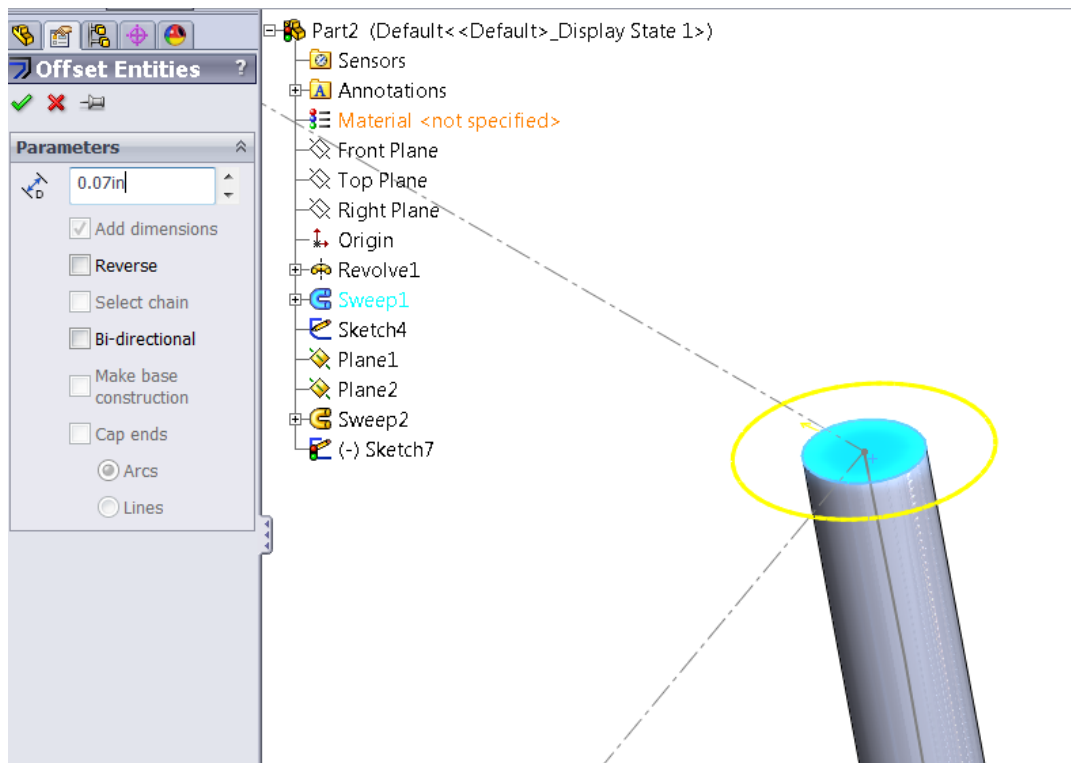 Offset Entities ?
Parameters
D
0.07in
Add dimensions
Reverse
Select chain
Bi-directional
Make base
construction
Cap ends
Arcs
Lines
Part2 (Default<<Default>_Display State 1>)
Sensors
A Annotations
Material <not specified>
Front Plane
Top Plane
Right Plane
Origin
Revolve1
Sweep1
Sketch4
Plane1
Plane2
Sweep2
(-) Sketch7